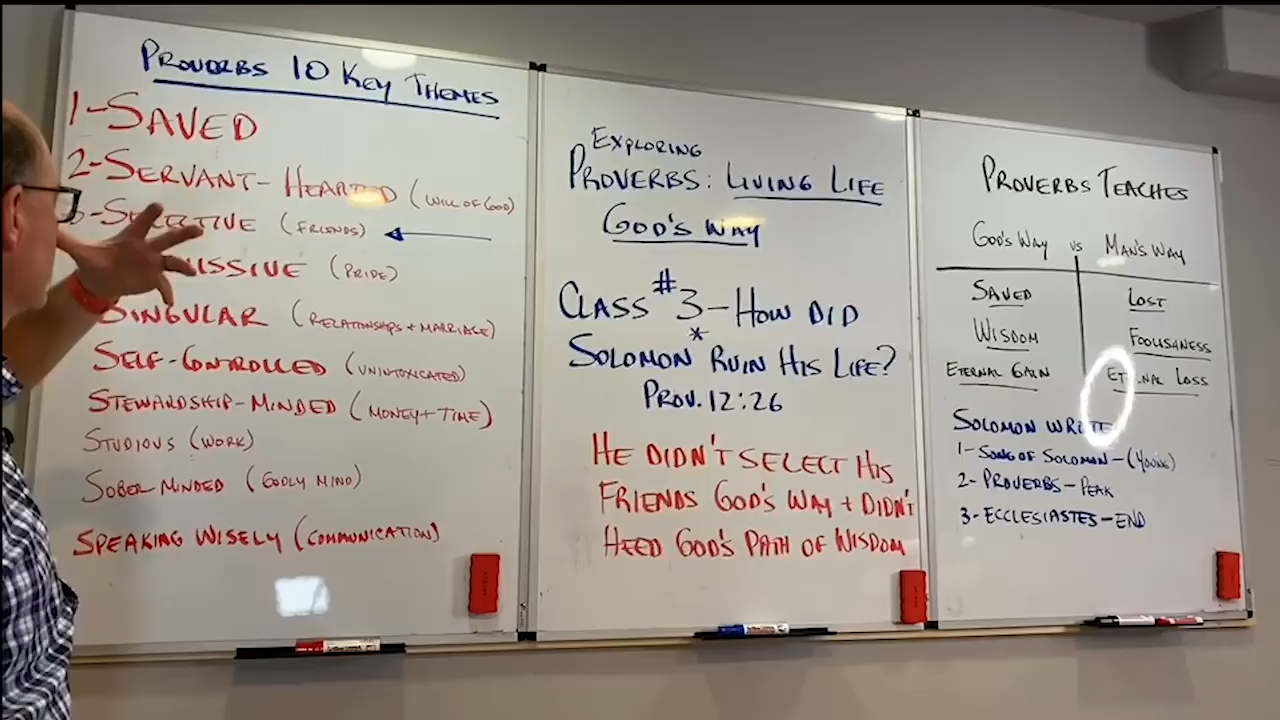 PROVERBS 10 KEY THEMES
1-SAVED
2-SERVANT-HEARTED (WILL OF GOD)
SELECTIVE (FRIENDS)
(PRIDE)
SINGULAR (RELATIONSHIPS + MARRIAGE)
SELF-CONTROLLED (UNINTOXICATED)
STEWARDSHIP-MINDED (MONEY+TIME)
STUDIOUS (WORK)
SOBER MINDED (GODLY MIND)
SPEAKING WISELY (COMMUNICATION)
EXPLORING
PROVERBS: LIVING LIFE
GOD'S WAY
CLASS #3-HOW DID
SOLOMON* RUIN HIS LIFE?
PROV. 12:26
HE DIDN'T SELECT HIS
FRIENDS GOD'S WAY + DIDN'T
HEED GOD'S PATH OF WISDOM
PROVERBS TEACHES
GOD'S WAY VS MAN'S WAY
SAVED LOST
WISDOM FOOLISHNESS
ETERNAL GAIN ETERNAL LOSS
SOLOMON WROTE
1-SONG OF SOLOMON-(YOUNG)
2-PROVERBS-PEAK
3-ECCLESIASTES-END